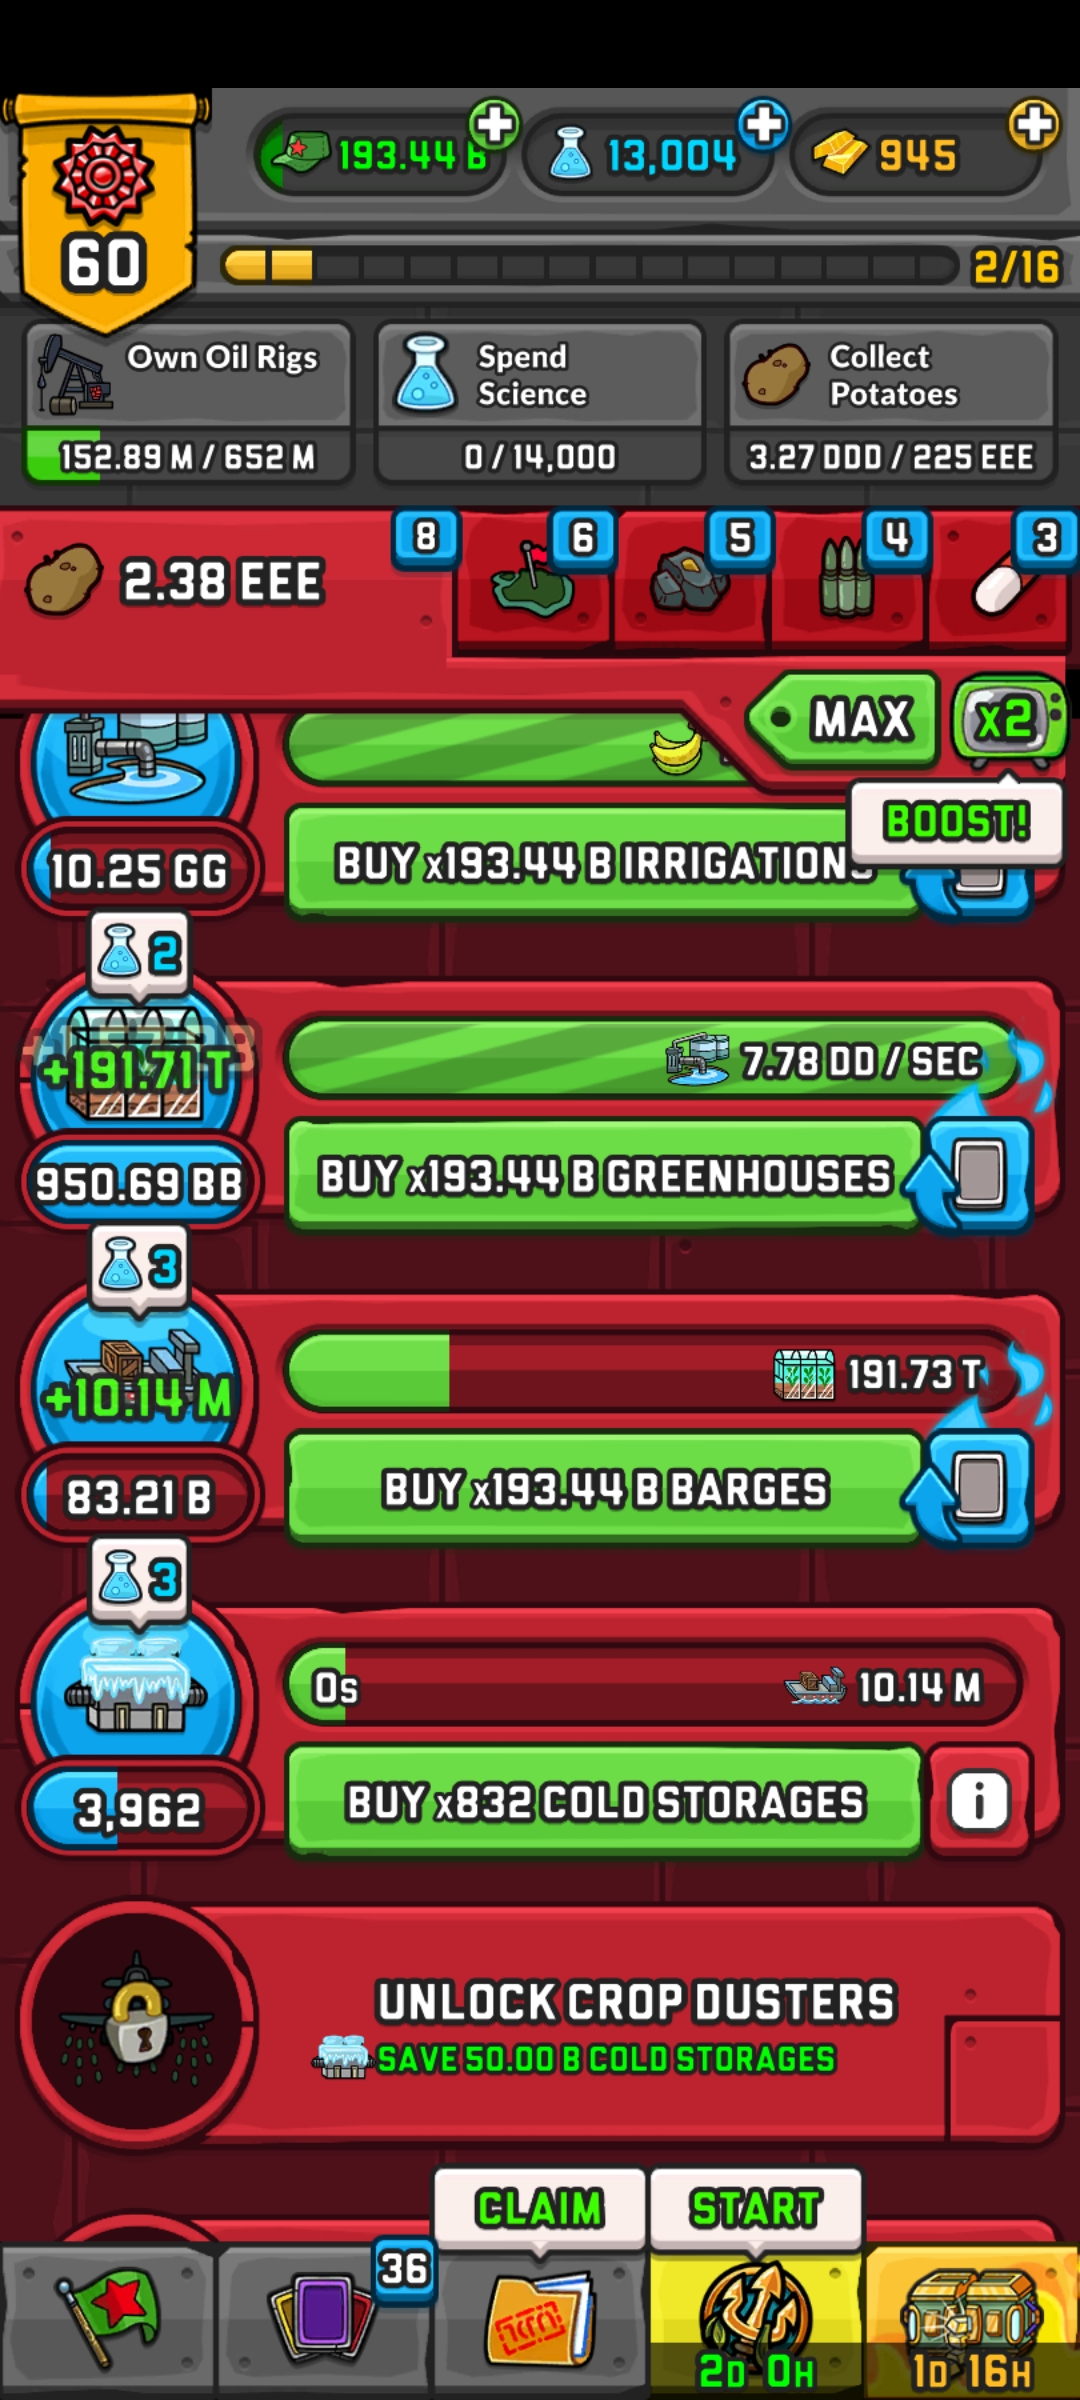 193.44 B
13,004
945
60
2/16
Own Oil Rigs
152.89 M / 652 M
Spend
Science
0 / 14,000
Collect
Potatoes
3.27 DDD / 225 EEE
2.38 EEE
8
6
5
4
3
MAX
x2
BOOST!
10.25 GG
BUY x193.44 B IRRIGATIONS
2
+191.71 T
7.78 DD / SEC
950.69 BB
BUY x193.44 B GREENHOUSES
3
+10.14 M
191.73 T
83.21 B
BUY x193.44 B BARGES
3
0s
10.14 M
3,962
BUY x832 COLD STORAGES
i
UNLOCK CROP DUSTERS
SAVE 50.00 B COLD STORAGES
CLAIM
START
36
2D 0H
1D 16H